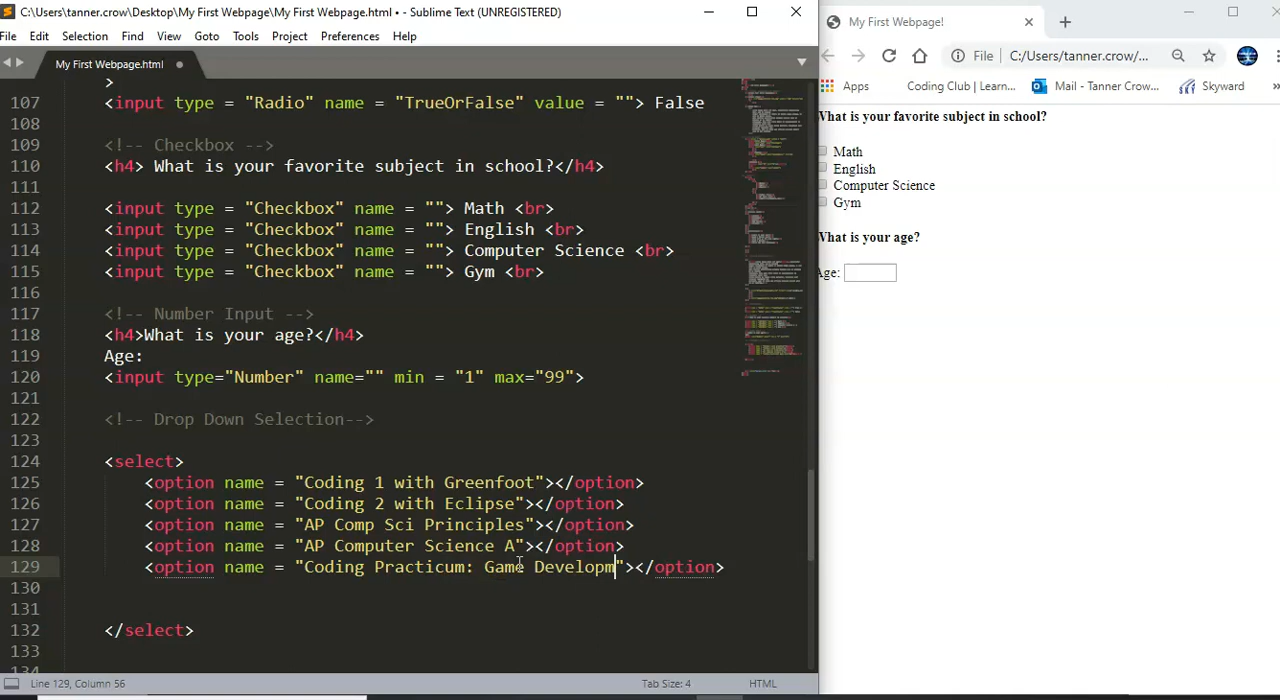 C:\Users\tanner.crow\Desktop\My First Webpage\My First Webpage.html • - Sublime Text (UNREGISTERED)
File Edit Selection Find View Goto Tools Project Preferences Help
My First Webpage.html
>
107 <input type = "Radio" name = "TrueOrFalse" value = ""> False
108
109 <!-- Checkbox -->
110 <h4> What is your favorite subject in school?</h4>
111
112 <input type = "Checkbox" name = ""> Math <br>
113 <input type = "Checkbox" name = ""> English <br>
114 <input type = "Checkbox" name = ""> Computer Science <br>
115 <input type = "Checkbox" name = ""> Gym <br>
116
117 <!-- Number Input -->
118 <h4>What is your age?</h4>
119 Age:
120 <input type="Number" name="" min = "1" max="99">
121
122 <!-- Drop Down Selection-->
123
124 <select>
125 <option name = "Coding 1 with Greenfoot"></option>
126 <option name = "Coding 2 with Eclipse"></option>
127 <option name = "AP Comp Sci Principles"></option>
128 <option name = "AP Computer Science A"></option>
129 <option name = "Coding Practicum: Game Developm"></option>
130
131
132 </select>
133
134
Line 129, Column 56 Tab Size: 4 HTML
My First Webpage!
File C:/Users/tanner.crow/...
Apps Coding Club | Learn... Mail - Tanner Crow... Skyward »
What is your favorite subject in school?
Math
English
Computer Science
Gym
What is your age?
Age: